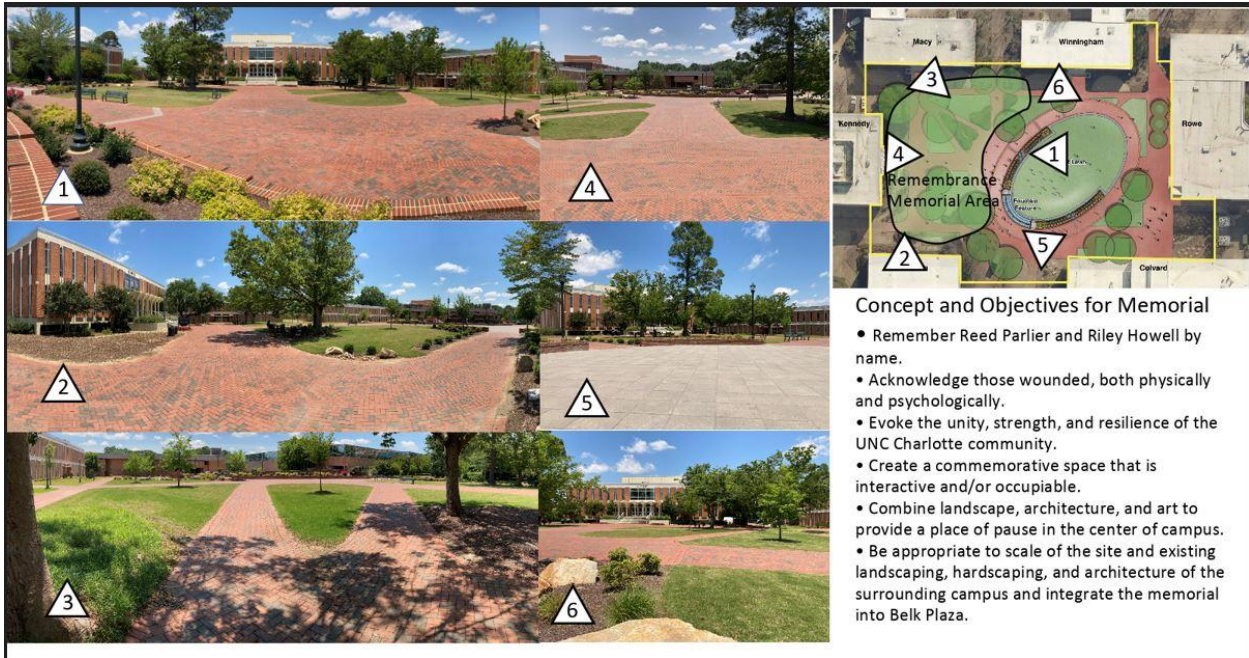 1
4
2
5
3
6
Macy
3
Winningham
6
Kennedy
Rowe
4
1
Remembrance
Memorial Area
2
5
Colvard
Concept and Objectives for Memorial
• Remember Reed Parlier and Riley Howell by
name.
• Acknowledge those wounded, both physically
and psychologically.
• Evoke the unity, strength, and resilience of the
UNC Charlotte community.
• Create a commemorative space that is
interactive and/or occupiable.
• Combine landscape, architecture, and art to
provide a place of pause in the center of campus.
• Be appropriate to scale of the site and existing
landscaping, hardscaping, and architecture of the
surrounding campus and integrate the memorial
into Belk Plaza.